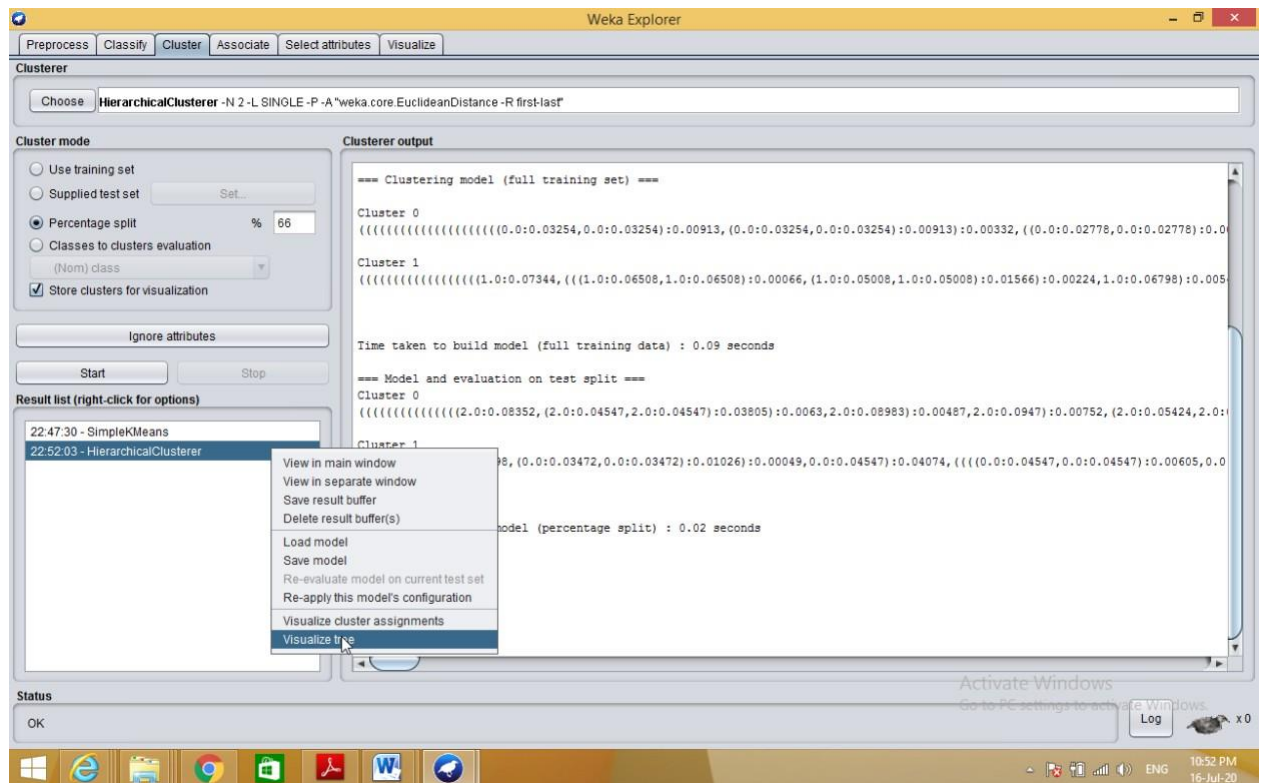 Weka Explorer
Preprocess Classify Cluster Associate Select attributes Visualize
Clusterer
Choose HierarchicalClusterer -N 2 -L SINGLE -P -A "weka.core.EuclideanDistance -R first-last"
Cluster mode
Use training set
Supplied test set Set...
Percentage split % 66
Classes to clusters evaluation
(Nom) class
Store clusters for visualization
Ignore attributes
Start Stop
Result list (right-click for options)
22:47:30 - SimpleKMeans
22:52:03 - HierarchicalClusterer
View in main window
View in separate window
Save result buffer
Delete result buffer(s)
Load model
Save model
Re-evaluate model on current test set
Re-apply this model's configuration
Visualize cluster assignments
Visualize tree
Clusterer output
=== Clustering model (full training set) ===
Cluster 0
((((((((((((((((((((((0.0:0.03254,0.0:0.03254):0.00913,(0.0:0.03254,0.0:0.03254):0.00913):0.00332,((0.0:0.02778,0.0:0.02778):0.0
Cluster 1
((((((((((((((((((1.0:0.07344,(((1.0:0.06508,1.0:0.06508):0.00066,(1.0:0.05008,1.0:0.05008):0.01566):0.00224,1.0:0.06798):0.005
Time taken to build model (full training data) : 0.09 seconds
=== Model and evaluation on test split ===
Cluster 0
(((((((((((((((2.0:0.08352,(2.0:0.04547,2.0:0.04547):0.03805):0.0063,2.0:0.08983):0.00487,2.0:0.0947):0.00752,(2.0:0.05424,2.0:
Cluster 1
98,(0.0:0.03472,0.0:0.03472):0.01026):0.00049,0.0:0.04547):0.04074,((((0.0:0.04547,0.0:0.04547):0.00605,0.0
model (percentage split) : 0.02 seconds
Activate Windows
Go to PC settings to activate Windows.
Status
OK
Log x 0
ENG
10:52 PM
16-Jul-20